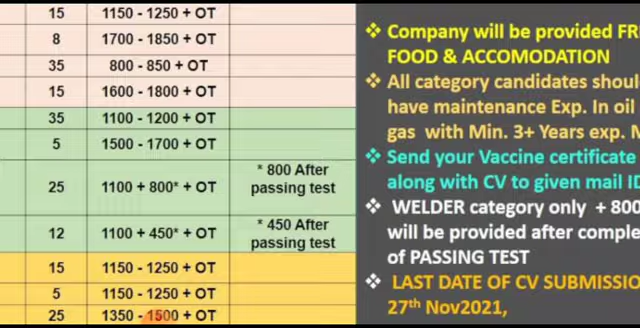 15 1150 - 1250 + OT
8 1700 - 1850 + OT
35 800 - 850 + OT
15 1600 - 1800 + OT
35 1100 - 1200 + OT
5 1500 - 1700 + OT
25 1100 + 800* + OT * 800 After
passing test
12 1100 + 450* + OT * 450 After
passing test
15 1150 - 1250 + OT
5 1150 - 1250 + OT
25 1350 - 1500 + OT
Company will be provided FR
FOOD & ACCOMODATION
All category candidates shoul
have maintenance Exp. In oil
gas with Min. 3+ Years exp. M
Send your Vaccine certificate
along with CV to given mail ID
WELDER category only + 800
will be provided after comple
of PASSING TEST
LAST DATE OF CV SUBMISSIO
27th Nov2021,